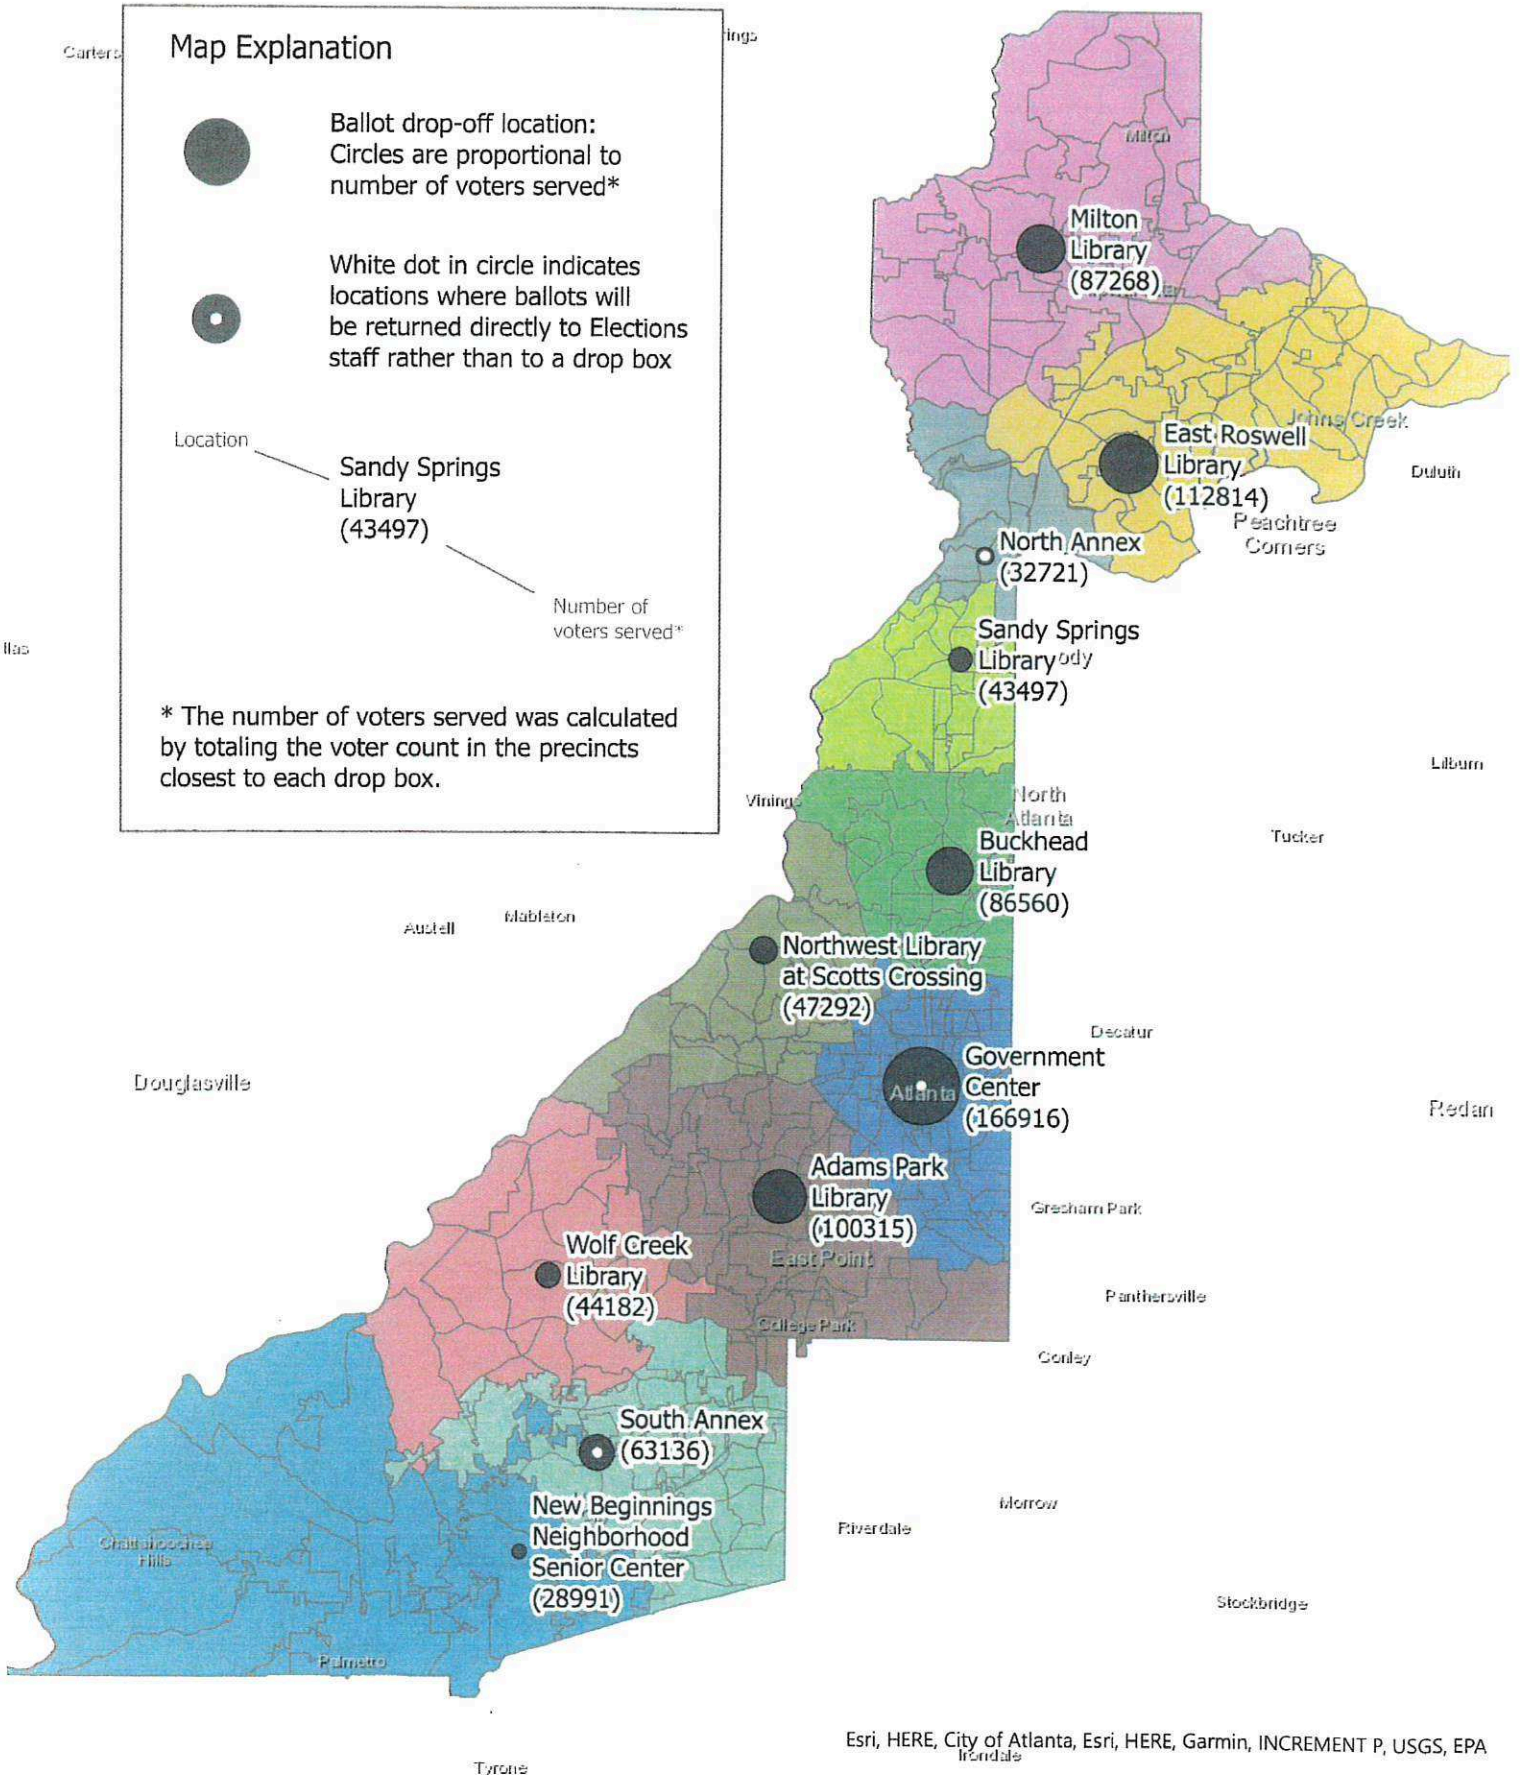 Carters
ings
Map Explanation
Ballot drop-off location:
Circles are proportional to
number of voters served*
White dot in circle indicates
locations where ballots will
be returned directly to Elections
staff rather than to a drop box
Location
Sandy Springs
Library
(43497)
Number of
voters served*
* The number of voters served was calculated
by totaling the voter count in the precincts
closest to each drop box.
Milton
Milton
Library
(87268)
Johns Creek
East Roswell
Library
(112814)
Duluth
Peachtree
Corners
North Annex
(32721)
Sandy Springs
Library
ody
(43497)
llas
Lilburn
Vinings
North
Atlanta
Tucker
Buckhead
Library
(86560)
Austell
Mableton
Northwest Library
at Scotts Crossing
(47292)
Decatur
Douglasville
Government
Center
(166916)
Atlanta
Redan
Adams Park
Library
(100315)
Gresham Park
East Point
Wolf Creek
Library
(44182)
Panthersville
College Park
Conley
South Annex
(63136)
New Beginnings
Neighborhood
Senior Center
(28991)
Morrow
Riverdale
Chattahoochee
Hills
Stockbridge
Palmetto
Esri, HERE, City of Atlanta, Esri, HERE, Garmin, INCREMENT P, USGS, EPA
Irondale
Tyrone